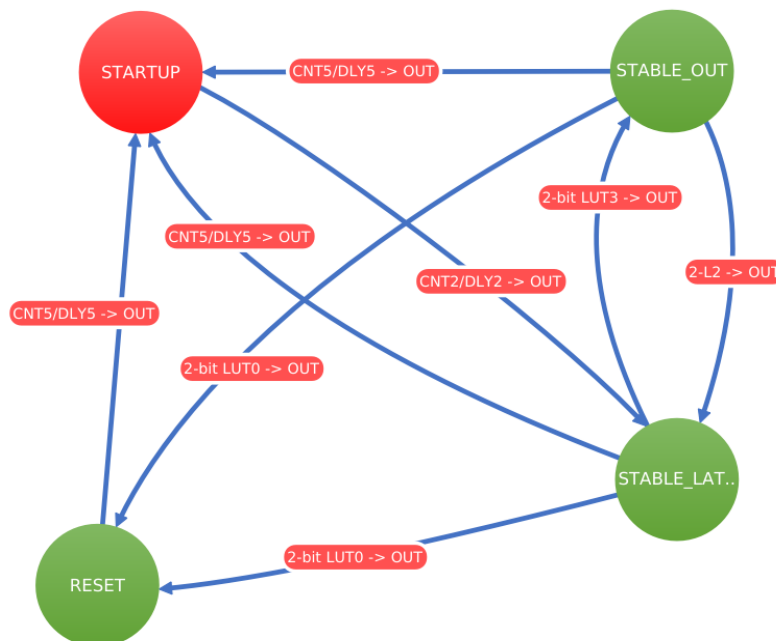 STARTUP
CNT5/DLY5 -> OUT
STABLE_OUT
2-bit LUT3 -> OUT
CNT5/DLY5 -> OUT
2-L2 -> OUT
CNT2/DLY2 -> OUT
CNT5/DLY5 -> OUT
2-bit LUT0 -> OUT
STABLE_LAT..
2-bit LUT0 -> OUT
RESET